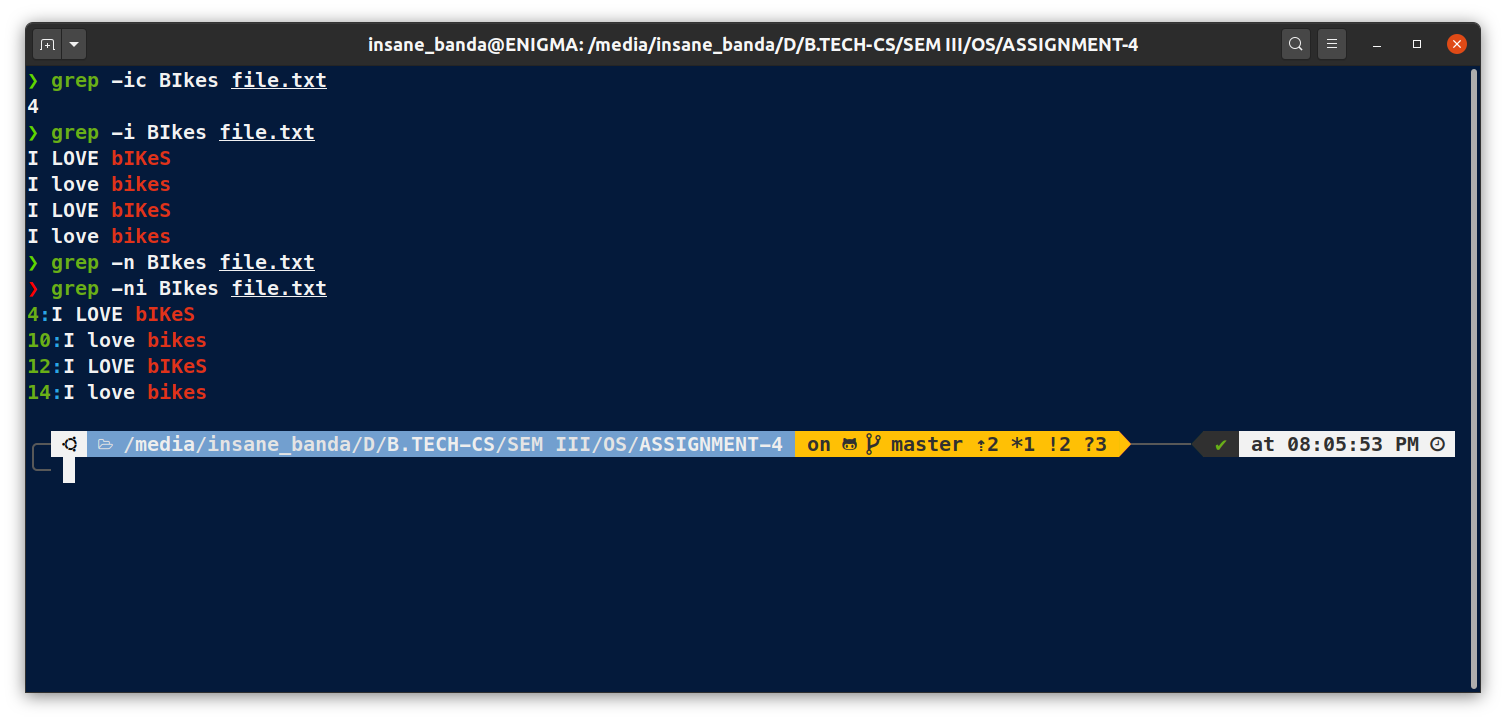 insane_banda@ENIGMA: /media/insane_banda/D/B.TECH-CS/SEM III/OS/ASSIGNMENT-4
❯ grep -ic BIkes file.txt
4
❯ grep -i BIkes file.txt
I LOVE bIKeS
I love bikes
I LOVE bIKeS
I love bikes
❯ grep -n BIkes file.txt
❯ grep -ni BIkes file.txt
4:I LOVE bIKeS
10:I love bikes
12:I LOVE bIKeS
14:I love bikes
/media/insane_banda/D/B.TECH-CS/SEM III/OS/ASSIGNMENT-4 on master ⇡2 *1 !2 ?3 ✔ at 08:05:53 PM